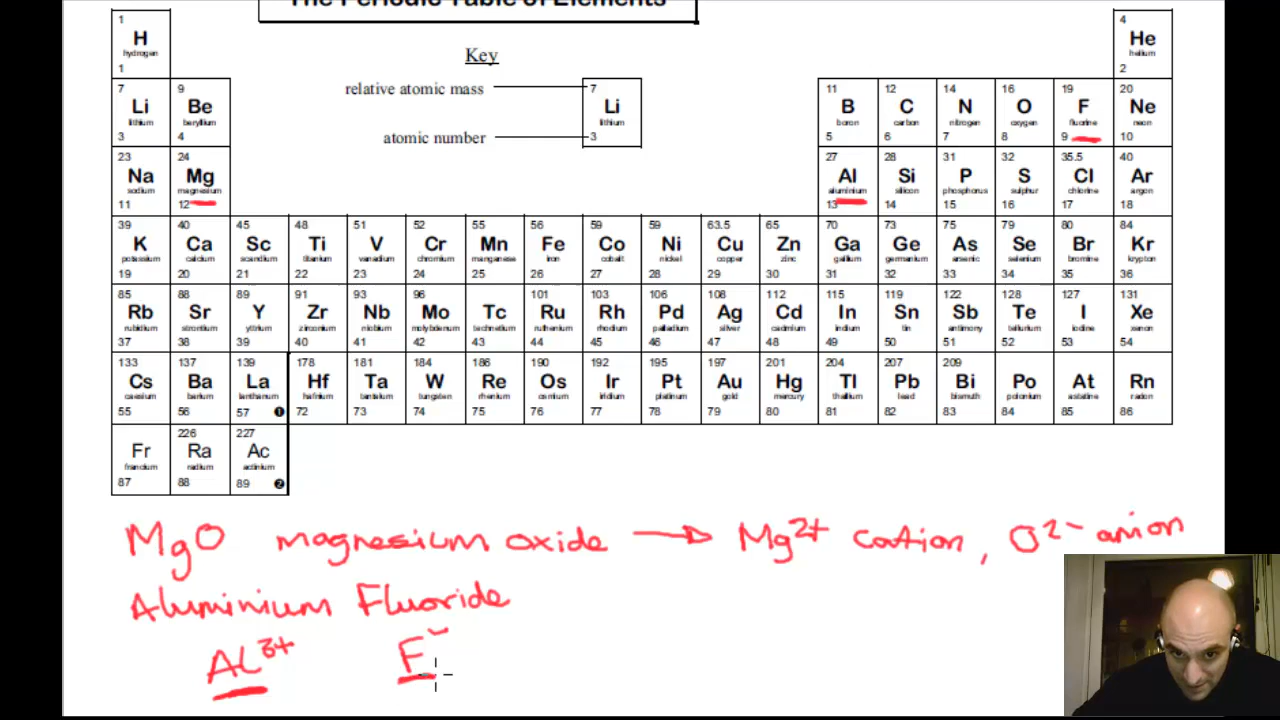 The Periodic Table of Elements
Key
relative atomic mass
atomic number
7 Li lithium 3
1 H hydrogen 1
4 He helium 2
7 Li lithium 3
9 Be beryllium 4
11 B boron 5
12 C carbon 6
14 N nitrogen 7
16 O oxygen 8
19 F fluorine 9
20 Ne neon 10
23 Na sodium 11
24 Mg magnesium 12
27 Al aluminium 13
28 Si silicon 14
31 P phosphorus 15
32 S sulphur 16
35.5 Cl chlorine 17
40 Ar argon 18
39 K potassium 19
40 Ca calcium 20
45 Sc scandium 21
48 Ti titanium 22
51 V vanadium 23
52 Cr chromium 24
55 Mn manganese 25
56 Fe iron 26
59 Co cobalt 27
59 Ni nickel 28
63.5 Cu copper 29
65 Zn zinc 30
70 Ga gallium 31
73 Ge germanium 32
75 As arsenic 33
79 Se selenium 34
80 Br bromine 35
84 Kr krypton 36
85 Rb rubidium 37
88 Sr strontium 38
89 Y yttrium 39
91 Zr zirconium 40
93 Nb niobium 41
96 Mo molybdenum 42
Tc technetium 43
101 Ru ruthenium 44
103 Rh rhodium 45
106 Pd palladium 46
108 Ag silver 47
112 Cd cadmium 48
115 In indium 49
119 Sn tin 50
122 Sb antimony 51
128 Te tellurium 52
127 I iodine 53
131 Xe xenon 54
133 Cs caesium 55
137 Ba barium 56
139 La lanthanum 57 ❶
178 Hf hafnium 72
181 Ta tantalum 73
184 W tungsten 74
186 Re rhenium 75
190 Os osmium 76
192 Ir iridium 77
195 Pt platinum 78
197 Au gold 79
201 Hg mercury 80
204 Tl thallium 81
207 Pb lead 82
209 Bi bismuth 83
Po polonium 84
At astatine 85
Rn radon 86
Fr francium 87
226 Ra radium 88
227 Ac actinium 89 ❷
MgO magnesium oxide → Mg²⁺ cation, O²⁻ anion
Aluminium Fluoride
Al³⁺ F⁻